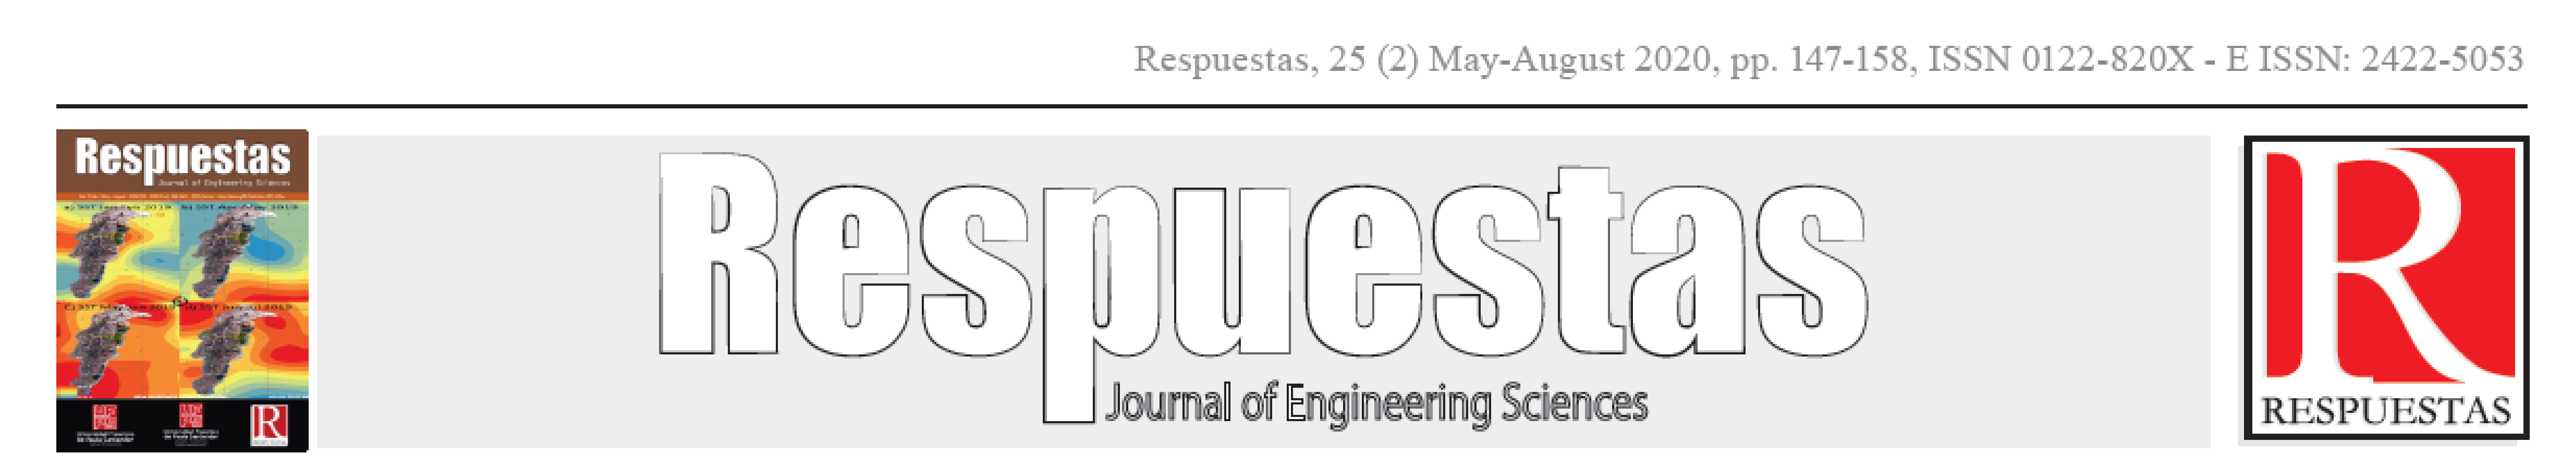 Respuestas, 25 (2) May-August 2020, pp. 147-158, ISSN 0122-820X - E ISSN: 2422-5053
Respuestas
Journal of Engineering Sciences
Respuestas
Journal of Engineering Sciences
R
RESPUESTAS